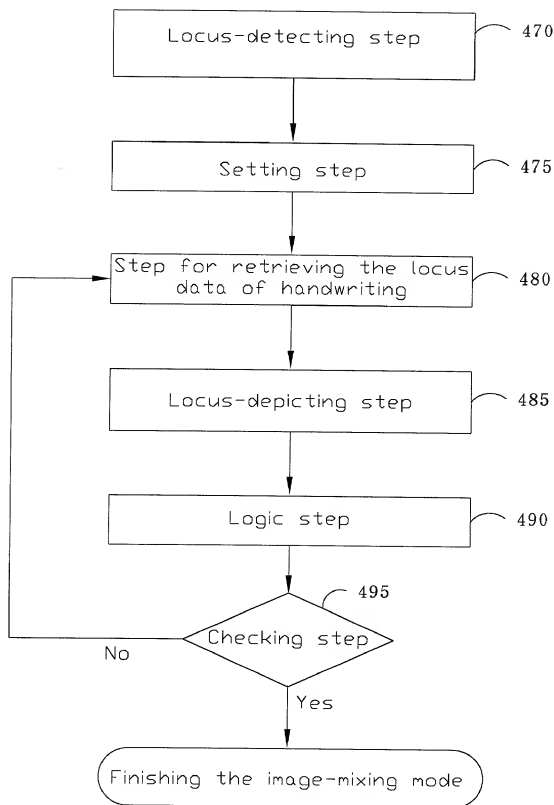 Locus-detecting step
470
Setting step
475
Step for retrieving the locus
data of handwriting
480
Locus-depicting step
485
Logic step
490
495
Checking step
No
Yes
Finishing the image-mixing mode